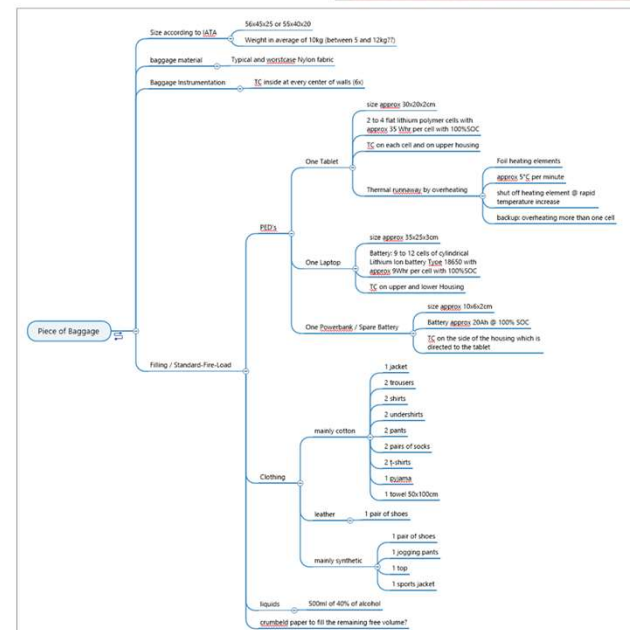 Piece of Baggage
Size according to IATA
56x45x25 or 55x40x20
Weight in average of 10kg (between 5 and 12kg??)
baggage material
Typical and worstcase Nylon fabric
Baggage Instrumentation
TC inside at every center of walls (6x)
Filling / Standard-Fire-Load
PED's
One Tablet
size approx 30x20x2cm
2 to 4 flat lithium polymer cells with
approx 35 Whr per cell with 100%SOC
TC on each cell and on upper housing
Thermal runnaway by overheating
Foil heating elements
approx 5°C per minute
shut off heating element @ rapid
temperature increase
backup: overheating more than one cell
One Laptop
size approx 35x25x3cm
Battery: 9 to 12 cells of cylindrical
Lithium Ion battery Type 18650 with
approx 9Whr per cell with 100%SOC
TC on upper and lower Housing
One Powerbank / Spare Battery
size approx 10x6x2cm
Battery approx 20Ah @ 100% SOC
TC on the side of the housing which is
directed to the tablet
Clothing
mainly cotton
1 jacket
2 trousers
2 shirts
2 undershirts
2 pants
2 pairs of socks
2 t-shirts
1 pyjama
1 towel 50x100cm
leather
1 pair of shoes
mainly synthetic
1 pair of shoes
1 jogging pants
1 top
1 sports jacket
liquids
500ml of 40% of alcohol
crumbeld paper to fill the remaining free volume?